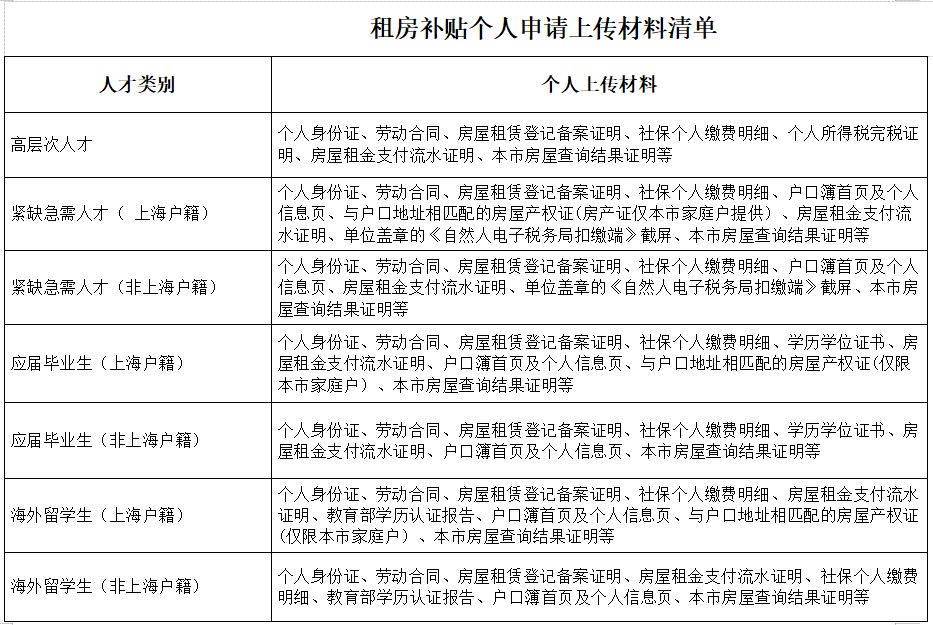 租房补贴个人申请上传材料清单
人才类别
个人上传材料
高层次人才
个人身份证、劳动合同、房屋租赁登记备案证明、社保个人缴费明细、个人所得税完税证
明、房屋租金支付流水证明、本市房屋查询结果证明等
紧缺急需人才（ 上海户籍）
个人身份证、劳动合同、房屋租赁登记备案证明、社保个人缴费明细、户口簿首页及个人
信息页、与户口地址相匹配的房屋产权证(房产证仅本市家庭户提供）、房屋租金支付流
水证明、单位盖章的《自然人电子税务局扣缴端》截屏、本市房屋查询结果证明等
紧缺急需人才（非上海户籍）
个人身份证、劳动合同、房屋租赁登记备案证明、社保个人缴费明细、户口簿首页及个人
信息页、房屋租金支付流水证明、单位盖章的《自然人电子税务局扣缴端》截屏、本市房
屋查询结果证明等
应届毕业生（上海户籍）
个人身份证、劳动合同、房屋租赁登记备案证明、社保个人缴费明细、学历学位证书、房
屋租金支付流水证明、户口簿首页及个人信息页、与户口地址相匹配的房屋产权证(仅限
本市家庭户）、本市房屋查询结果证明等
应届毕业生（非上海户籍）
个人身份证、劳动合同、房屋租赁登记备案证明、社保个人缴费明细、学历学位证书、房
屋租金支付流水证明、户口簿首页及个人信息页、本市房屋查询结果证明等
海外留学生（上海户籍）
个人身份证、劳动合同、房屋租赁登记备案证明、社保个人缴费明细、房屋租金支付流水
证明、教育部学历认证报告、户口簿首页及个人信息页、与户口地址相匹配的房屋产权证
(仅限本市家庭户）、本市房屋查询结果证明等
海外留学生（非上海户籍）
个人身份证、劳动合同、房屋租赁登记备案证明、房屋租金支付流水证明、社保个人缴费
明细、教育部学历认证报告、户口簿首页及个人信息页、本市房屋查询结果证明等